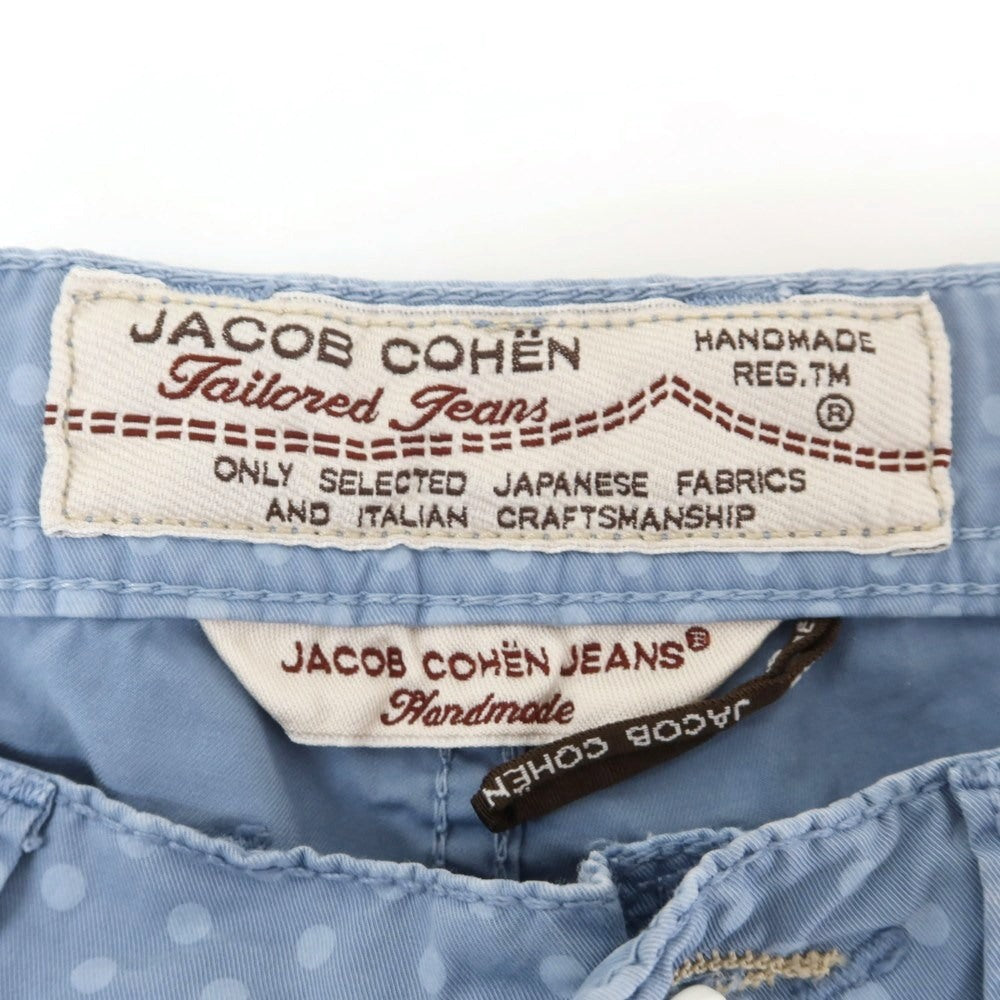 JACOB COHËN
Tailored Jeans
HANDMADE
REG.TM
®
ONLY SELECTED JAPANESE FABRICS
AND ITALIAN CRAFTSMANSHIP
JACOB COHËN JEANS®
Handmade
JACOB COHËN